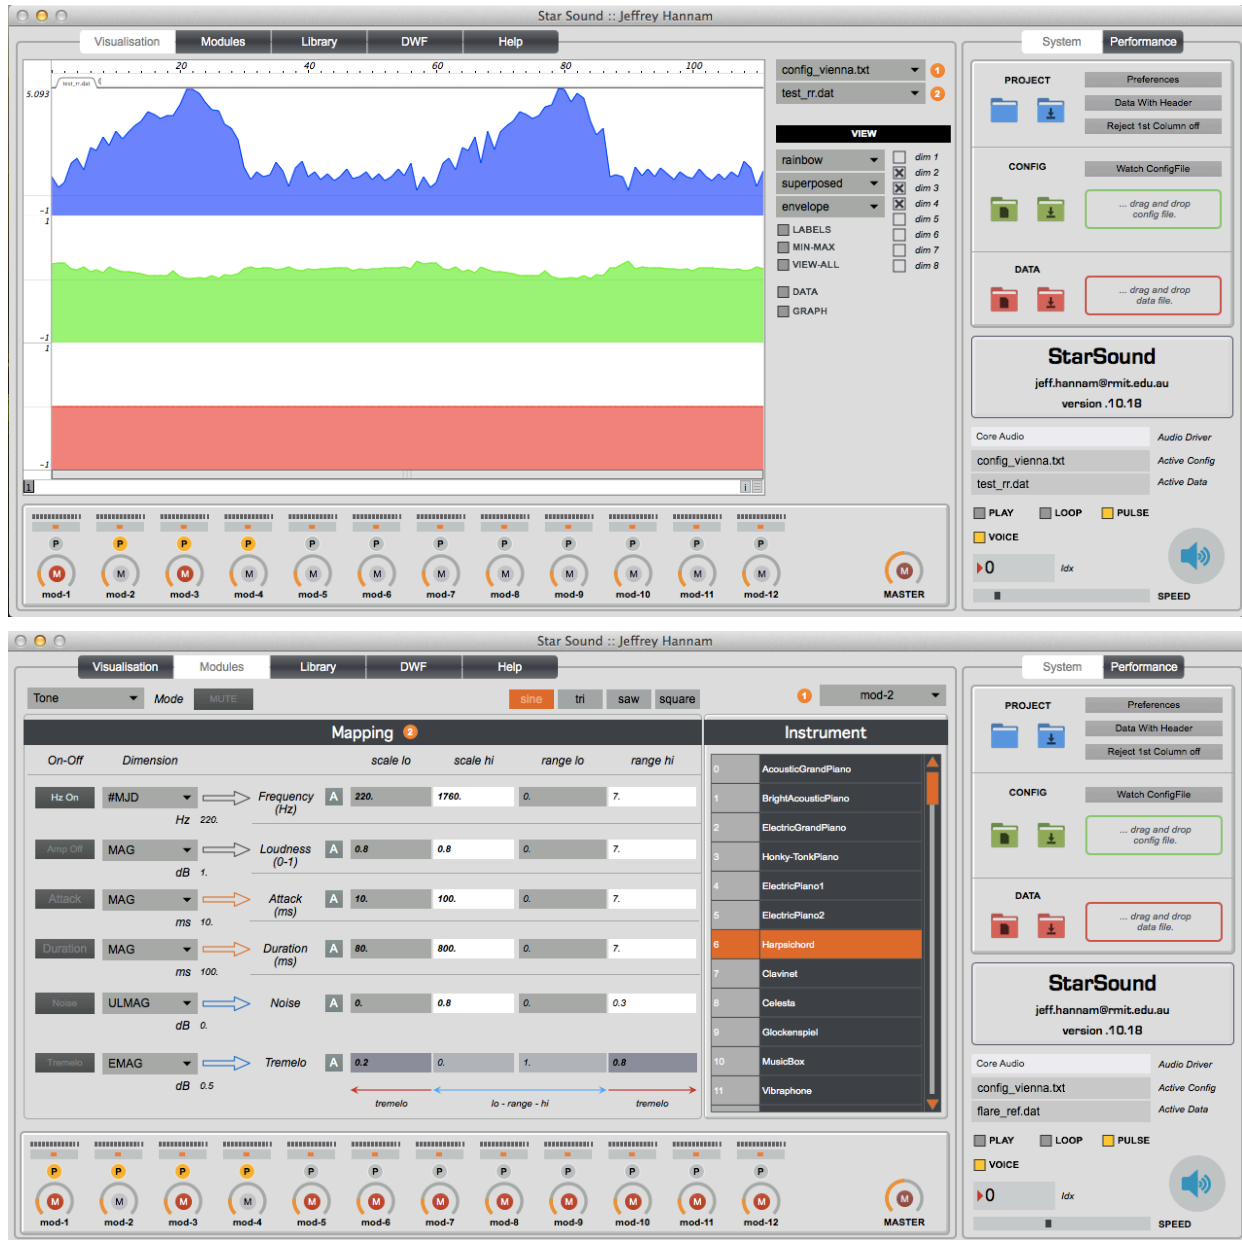 Star Sound :: Jeffrey Hannam
Visualisation Modules Library DWF Help
System Performance
20 40 60 80 100
test_rr.dat
5.093
-1
1
-1
1
-1
1
i
config_vienna.txt 1
test_rr.dat 2
VIEW
rainbow
superposed
envelope
dim 1
dim 2
dim 3
dim 4
dim 5
dim 6
dim 7
dim 8
LABELS
MIN-MAX
VIEW-ALL
DATA
GRAPH
PROJECT
Preferences
Data With Header
Reject 1st Column off
CONFIG
Watch ConfigFile
... drag and drop
config file.
DATA
... drag and drop
data file.
StarSound
jeff.hannam@rmit.edu.au
version .10.18
Core Audio Audio Driver
config_vienna.txt Active Config
test_rr.dat Active Data
PLAY LOOP PULSE
VOICE
0 Idx
SPEED
P P P P P P P P P P P P
M M M M M M M M M M M M M
mod-1 mod-2 mod-3 mod-4 mod-5 mod-6 mod-7 mod-8 mod-9 mod-10 mod-11 mod-12 MASTER
Star Sound :: Jeffrey Hannam
Visualisation Modules Library DWF Help
System Performance
Tone Mode MUTE sine tri saw square 1 mod-2
Mapping 2
On-Off Dimension scale lo scale hi range lo range hi
Hz On #MJD Frequency (Hz) A 220. 1760. 0. 7.
Hz 220.
Amp Off MAG Loudness (0-1) A 0.8 0.8 0. 7.
dB 1.
Attack MAG Attack (ms) A 10. 100. 0. 7.
ms 10.
Duration MAG Duration (ms) A 80. 800. 0. 7.
ms 100.
Noise ULMAG Noise A 0. 0.8 0. 0.3
dB 0.
Tremelo EMAG Tremelo A 0.2 0. 1. 0.8
dB 0.5
tremelo lo - range - hi tremelo
Instrument
0 AcousticGrandPiano
1 BrightAcousticPiano
2 ElectricGrandPiano
3 Honky-TonkPiano
4 ElectricPiano1
5 ElectricPiano2
6 Harpsichord
7 Clavinet
8 Celesta
9 Glockenspiel
10 MusicBox
11 Vibraphone
PROJECT
Preferences
Data With Header
Reject 1st Column off
CONFIG
Watch ConfigFile
... drag and drop
config file.
DATA
... drag and drop
data file.
StarSound
jeff.hannam@rmit.edu.au
version .10.18
Core Audio Audio Driver
config_vienna.txt Active Config
flare_ref.dat Active Data
PLAY LOOP PULSE
VOICE
0 Idx
SPEED
P P P P P P P P P P P P
M M M M M M M M M M M M M
mod-1 mod-2 mod-3 mod-4 mod-5 mod-6 mod-7 mod-8 mod-9 mod-10 mod-11 mod-12 MASTER